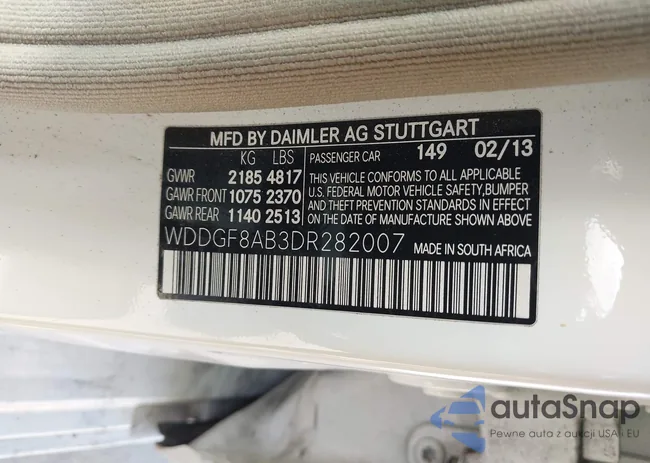 MFD BY DAIMLER AG STUTTGART
KG LBS
GVWR 2185 4817
GAWR FRONT 1075 2370
GAWR REAR 1140 2513
PASSENGER CAR 149 02/13
THIS VEHICLE CONFORMS TO ALL APPLICABLE
U.S. FEDERAL MOTOR VEHICLE SAFETY, BUMPER
AND THEFT PREVENTION STANDARDS IN EFFECT
ON THE DATE OF MANUFACTURE SHOWN ABOVE
WDDGF8AB3DR282007 MADE IN SOUTH AFRICA
autaSnap
Pewne auta z aukcji USA i EU